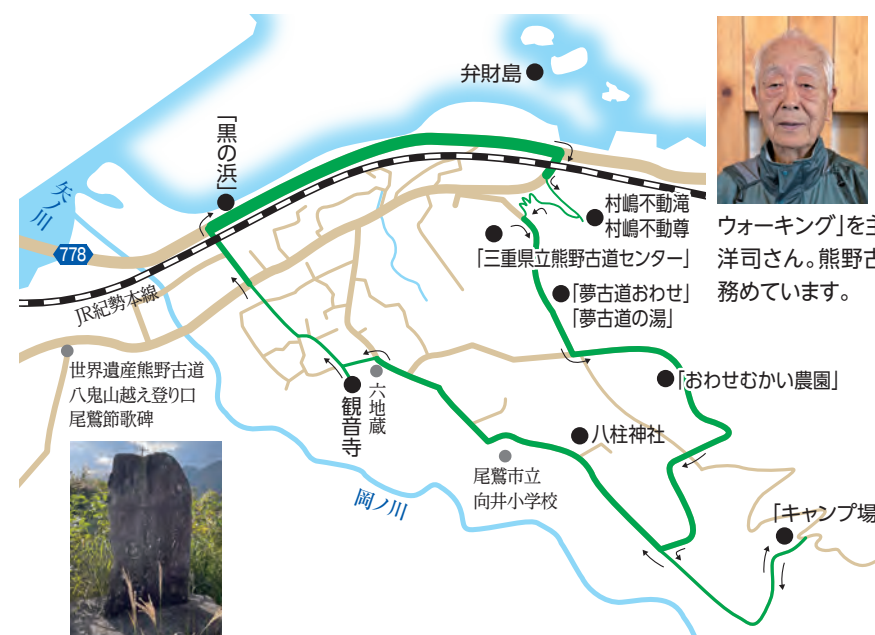 弁財島
「黒の浜」
矢ノ川
778
JR紀勢本線
村嶋不動滝
村嶋不動尊
「三重県立熊野古道センター」
「夢古道おわせ」
「夢古道の湯」
ウォーキング」を主
洋司さん。熊野古
務めています。
世界遺産熊野古道
八鬼山越え登り口
尾鷲節歌碑
六地蔵
観音寺
「おわせむかい農園」
八柱神社
尾鷲市立
向井小学校
岡ノ川
「キャンプ場